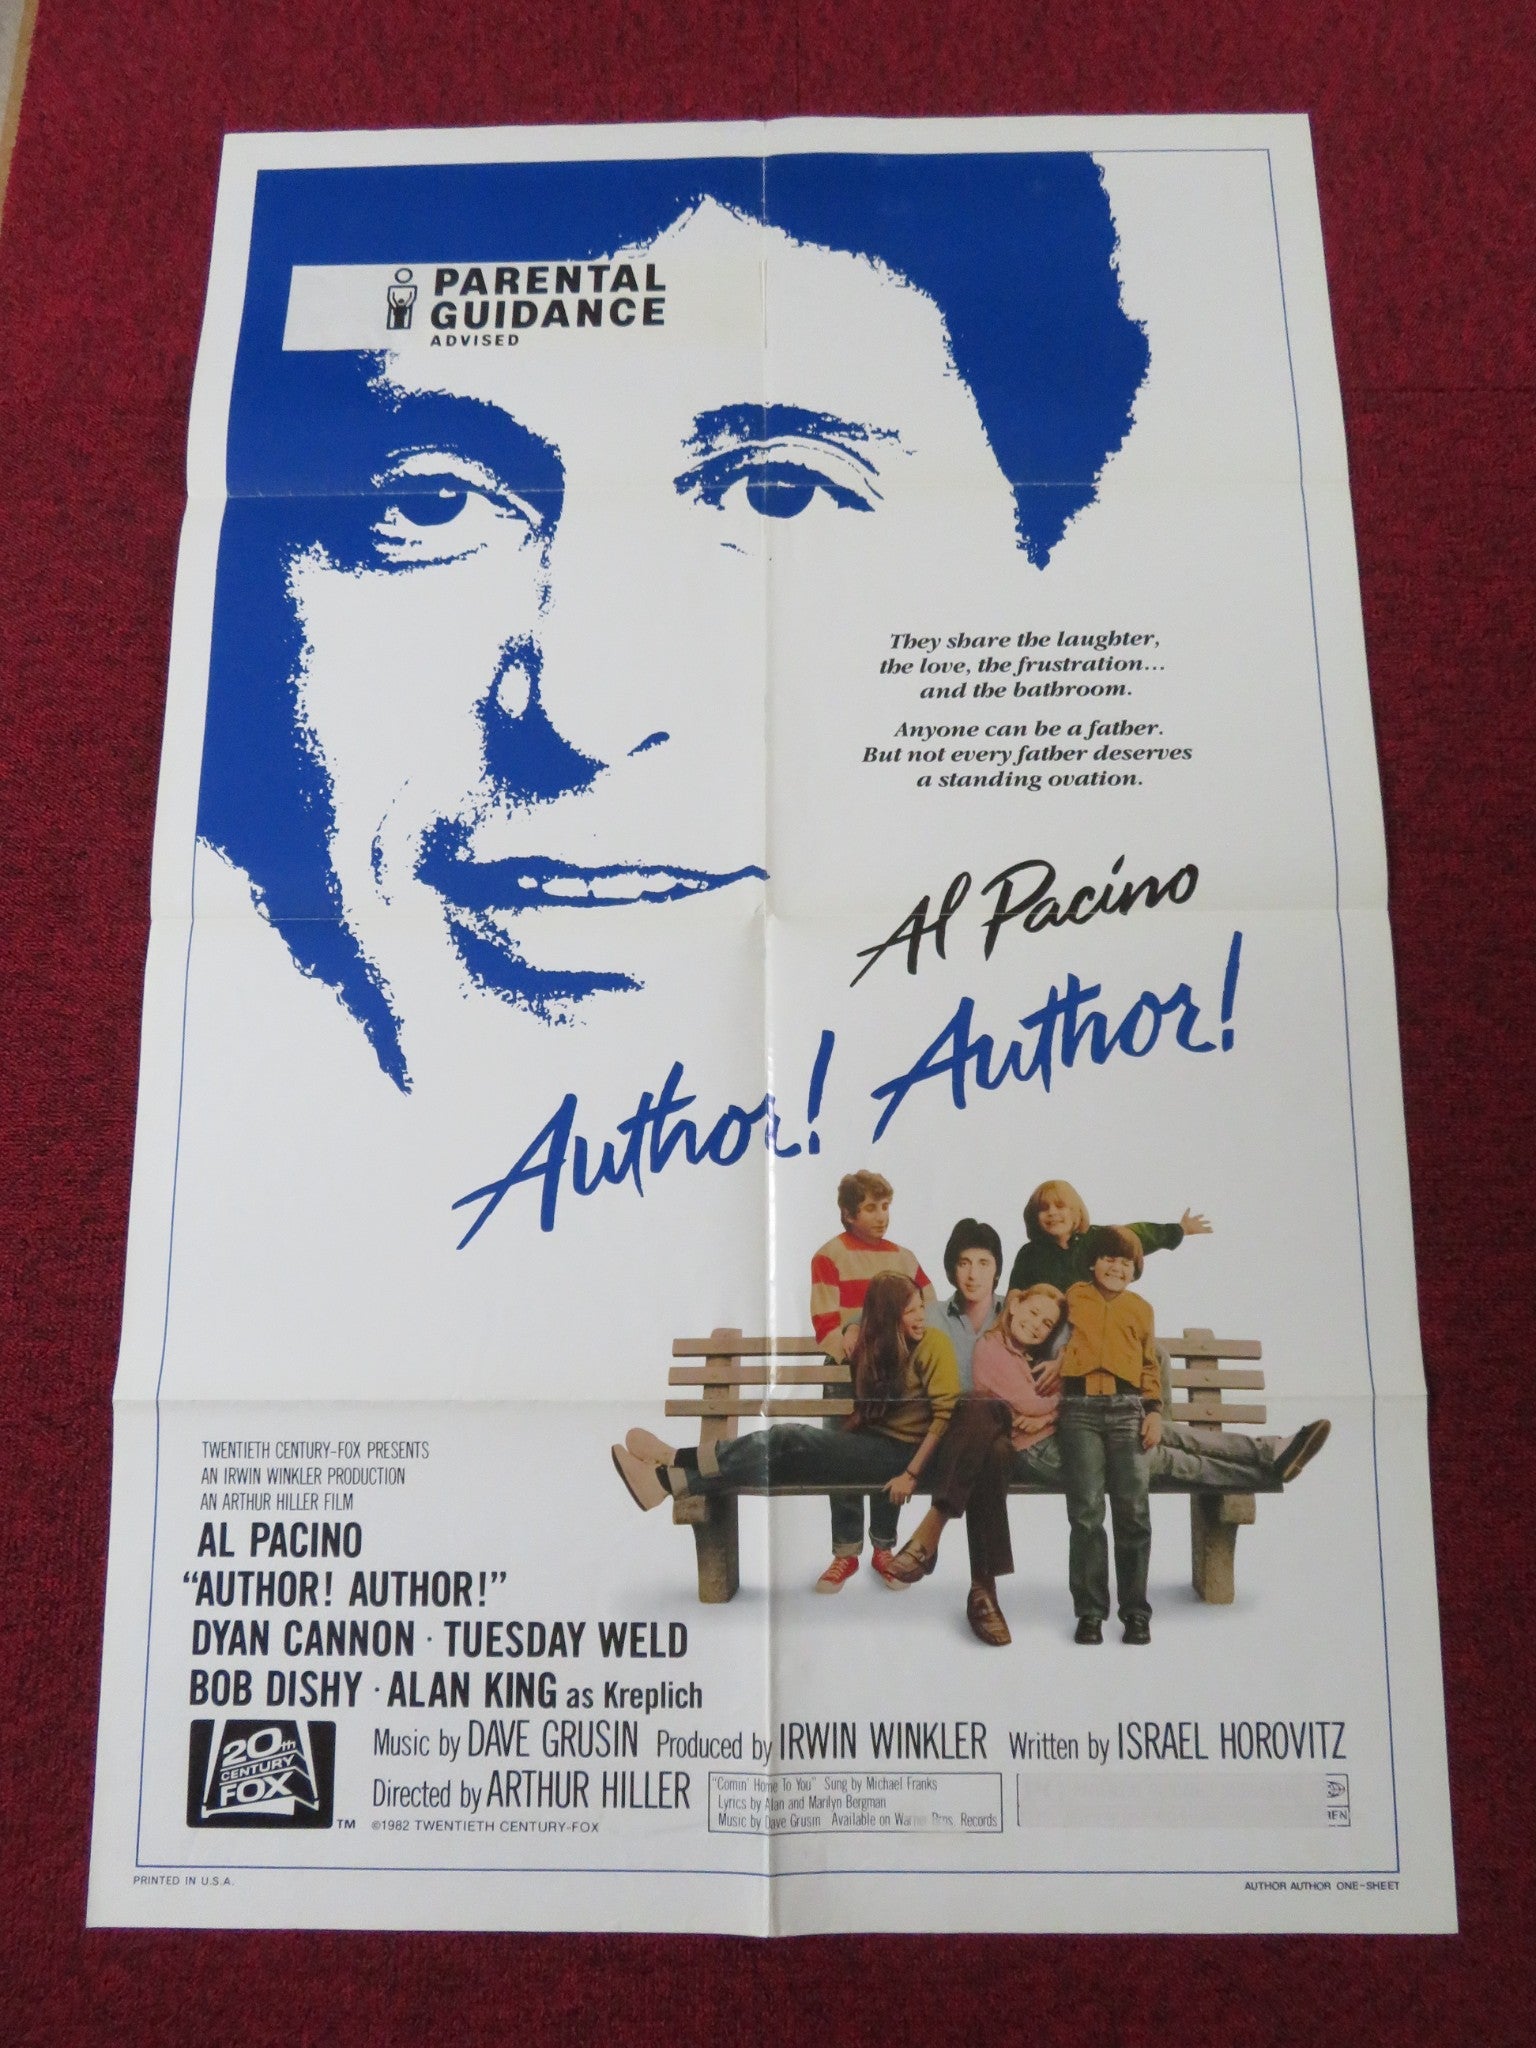 PARENTAL
GUIDANCE
ADVISED
They share the laughter,
the love, the frustration...
and the bathroom.
Anyone can be a father.
But not every father deserves
a standing ovation.
Al Pacino
Author! Author!
TWENTIETH CENTURY-FOX PRESENTS
AN IRWIN WINKLER PRODUCTION
AN ARTHUR HILLER FILM
AL PACINO
"AUTHOR! AUTHOR!"
DYAN CANNON · TUESDAY WELD
BOB DISHY · ALAN KING as Kreplich
20th
CENTURY
FOX
TM
Music by DAVE GRUSIN Produced by IRWIN WINKLER Written by ISRAEL HOROVITZ
Directed by ARTHUR HILLER
©1982 TWENTIETH CENTURY-FOX
"Comin' Home To You" Sung by Michael Franks
Lyrics by Alan and Marilyn Bergman
Music by Dave Grusin Available on Warner Bros. Records
PRINTED IN U.S.A.
AUTHOR AUTHOR ONE-SHEET